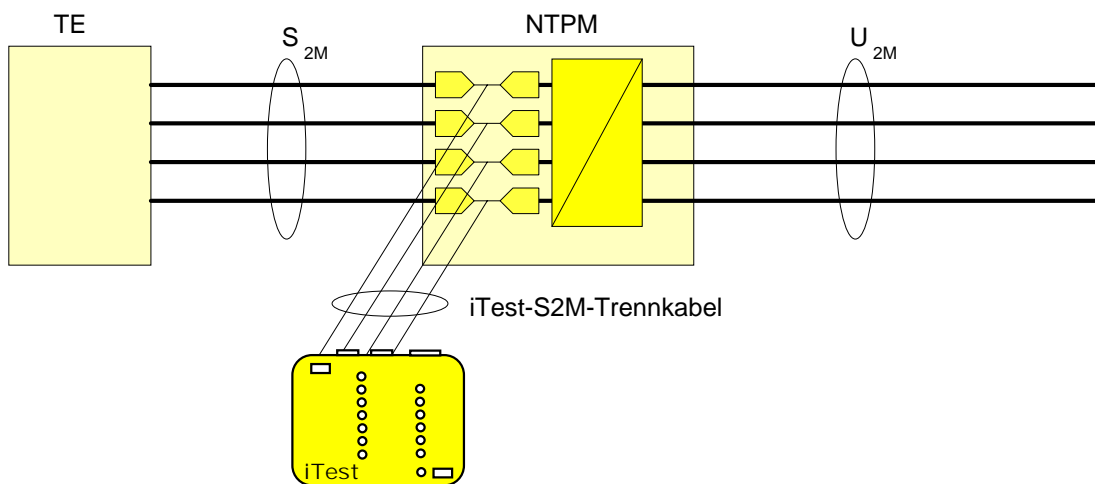 TE
S 2M
NTPM
U 2M
iTest-S2M-Trennkabel
iTest